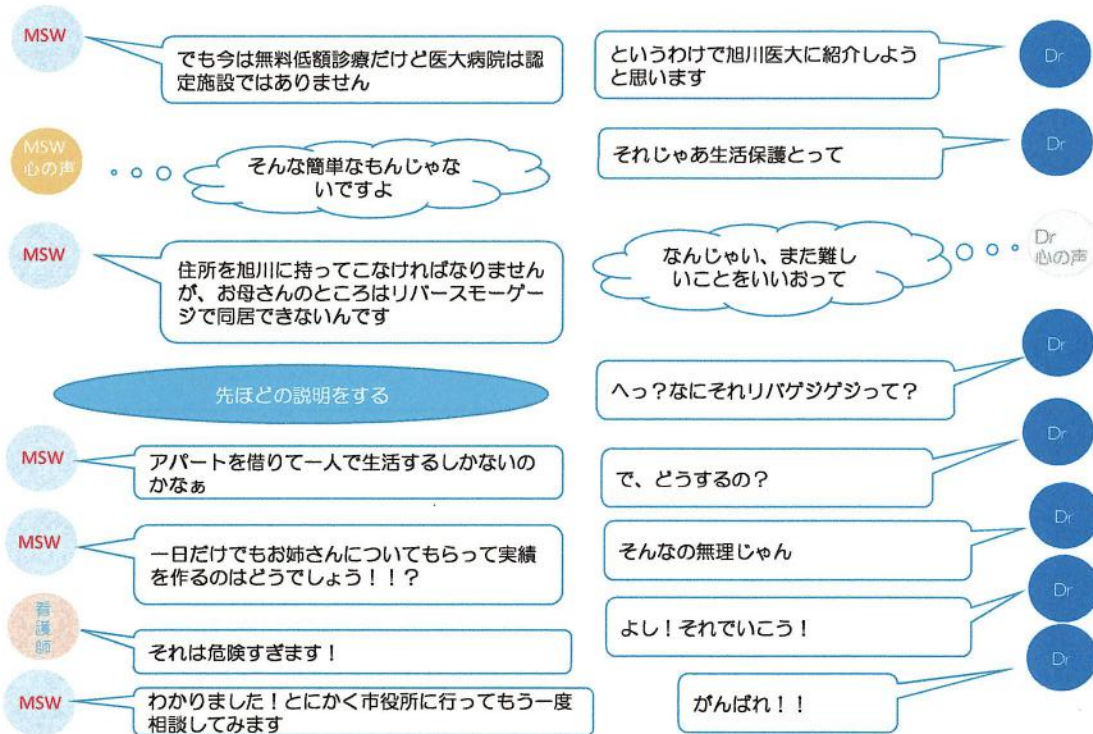 Dr
というわけで旭川医大に紹介しよう
と思います
MSW
でも今は無料低額診療だけど医大病院は認
定施設ではありません
Dr
それじゃあ生活保護とって
MSW
心の声
そんな簡単なもんじゃな
いですよ
Dr
心の声
なんじゃい、また難し
いことをいいおって
MSW
住所を旭川に持ってこなければなりません
が、お母さんのところはリバースモーゲー
ジで同居できないんです
Dr
へっ？なにそれリバゲジゲジって？
先ほどの説明をする
Dr
で、どうするの？
MSW
アパートを借りて一人で生活するしかないの
かなぁ
Dr
そんなの無理じゃん
MSW
一日だけでもお姉さんについてもらって実績
を作るのはどうでしょう！！？
Dr
よし！それでいこう！
看
護
師
それは危険すぎます！
MSW
わかりました！とにかく市役所に行ってもう一度
相談してみます
Dr
がんばれ！！